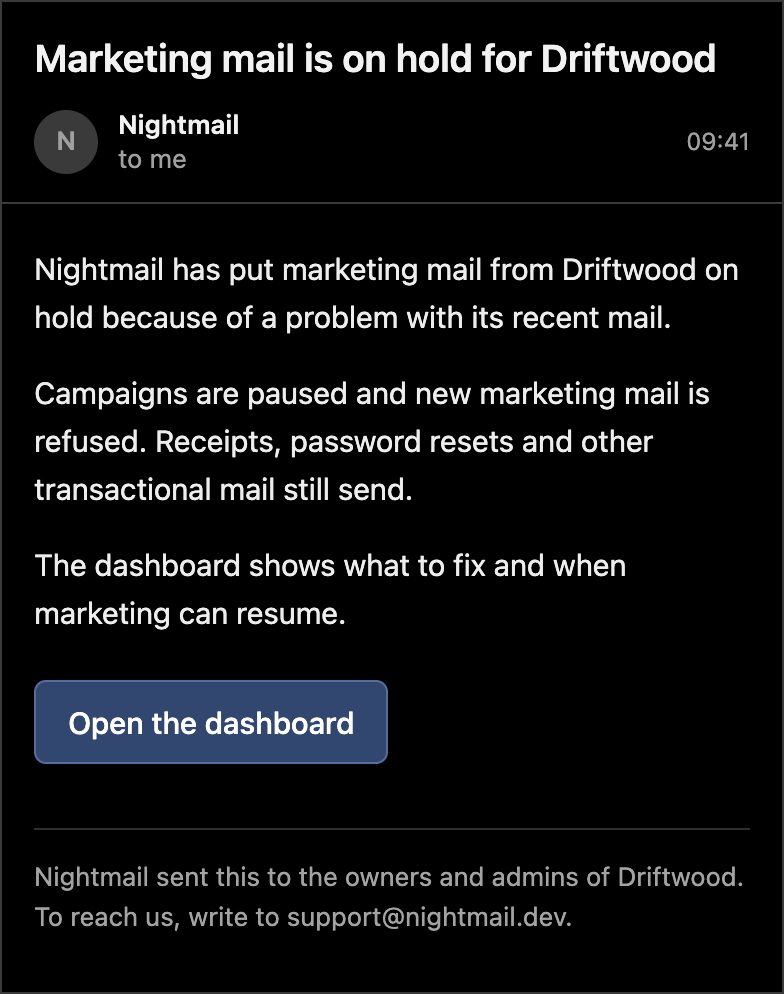 Marketing mail is on hold for Driftwood
N
Nightmail
to me
09:41
Nightmail has put marketing mail from Driftwood on
hold because of a problem with its recent mail.
Campaigns are paused and new marketing mail is
refused. Receipts, password resets and other
transactional mail still send.
The dashboard shows what to fix and when
marketing can resume.
Open the dashboard
Nightmail sent this to the owners and admins of Driftwood.
To reach us, write to support@nightmail.dev.